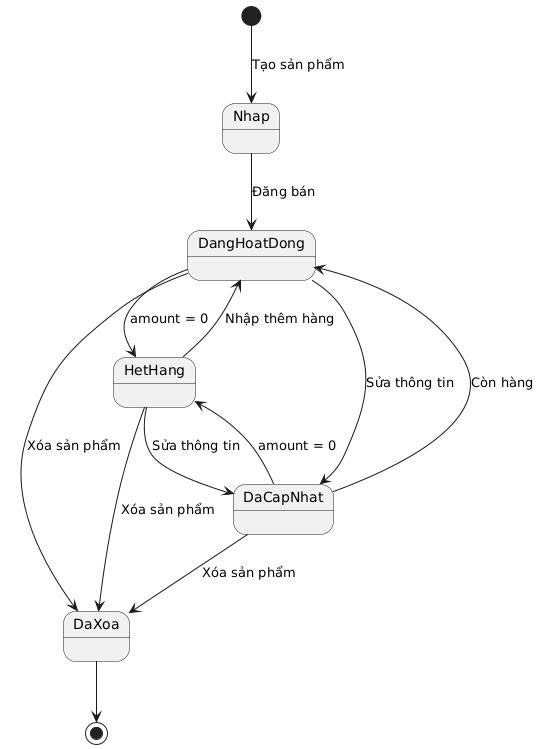 Tạo sản phẩm
Nhap
Đăng bán
DangHoatDong
amount = 0
Nhập thêm hàng
HetHang
Sửa thông tin
Còn hàng
Xóa sản phẩm
Sửa thông tin
amount = 0
DaCapNhat
Xóa sản phẩm
Xóa sản phẩm
DaXoa